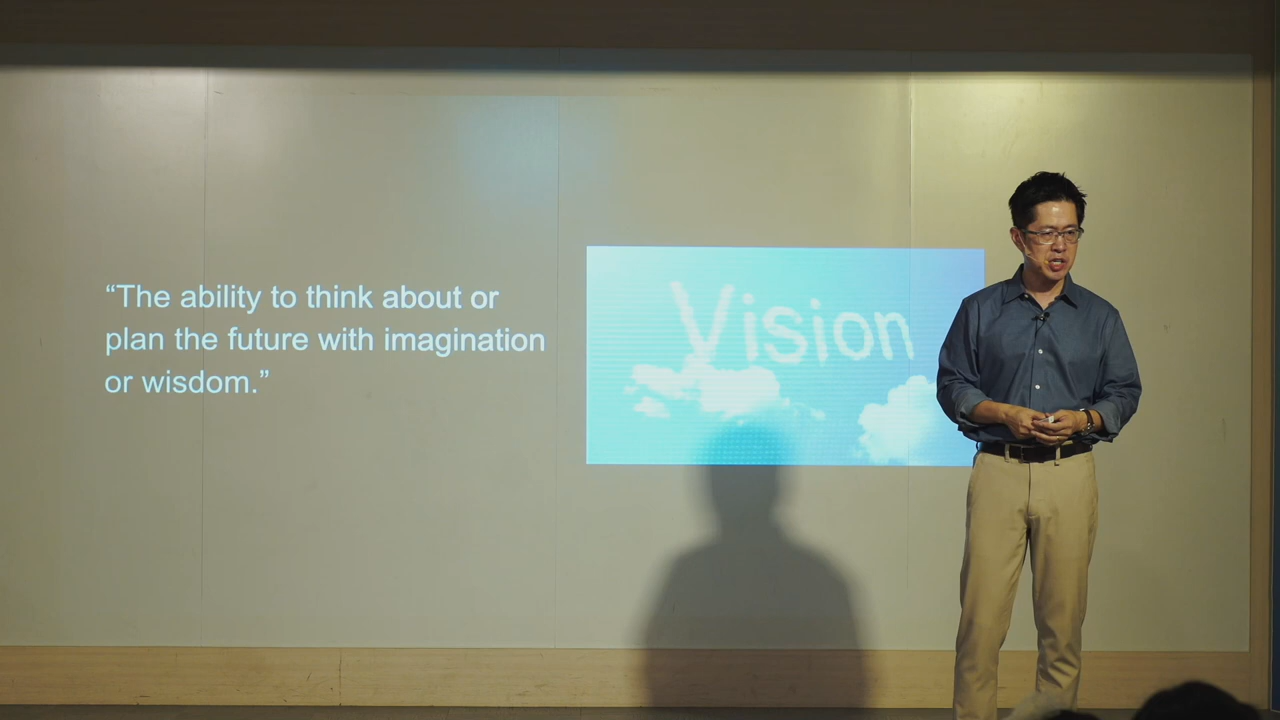 “The ability to think about or
plan the future with imagination
or wisdom.”
Vision